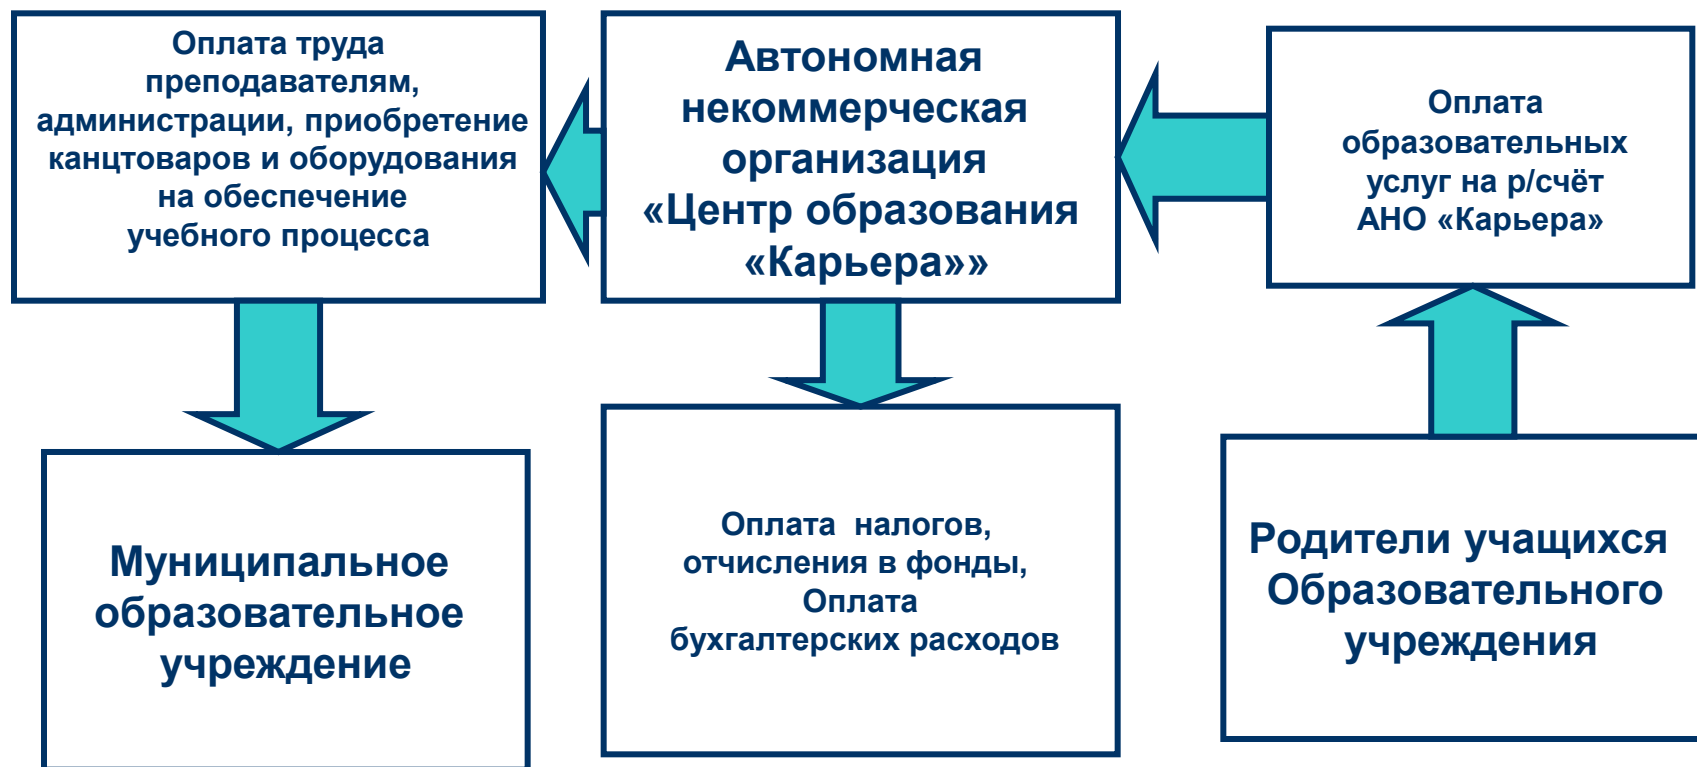 Оплата труда
преподавателям,
администрации, приобретение
канцтоваров и оборудования
на обеспечение
учебного процесса
Автономная
некоммерческая
организация
«Центр образования
«Карьера»»
Оплата
образовательных
услуг на р/счёт
АНО «Карьера»
Муниципальное
образовательное
учреждение
Оплата налогов,
отчисления в фонды,
Оплата
бухгалтерских расходов
Родители учащихся
Образовательного
учреждения